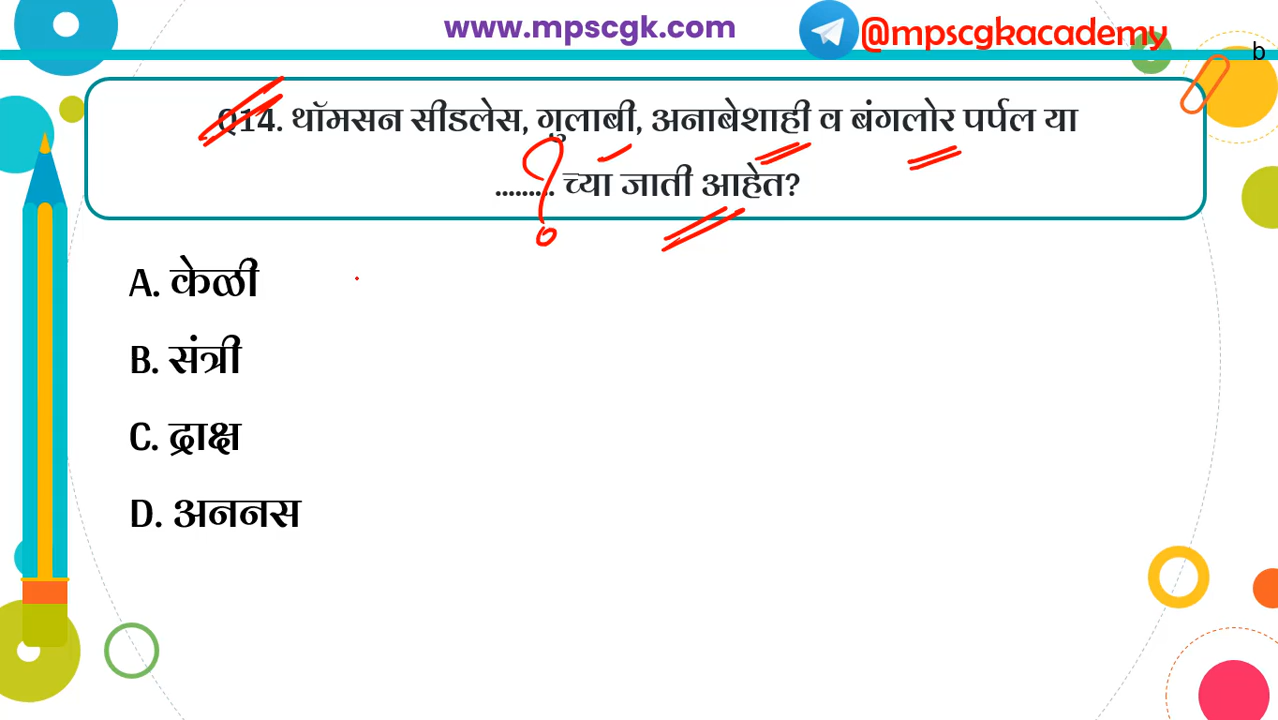 www.mpscgk.com
@mpscgkacademy
b
Q14. थॉमसन सीडलेस, गुलाबी, अनाबेशाही व बंगलोर पर्पल या
......... च्या जाती आहेत?
A. केळी
B. संत्री
C. द्राक्ष
D. अननस